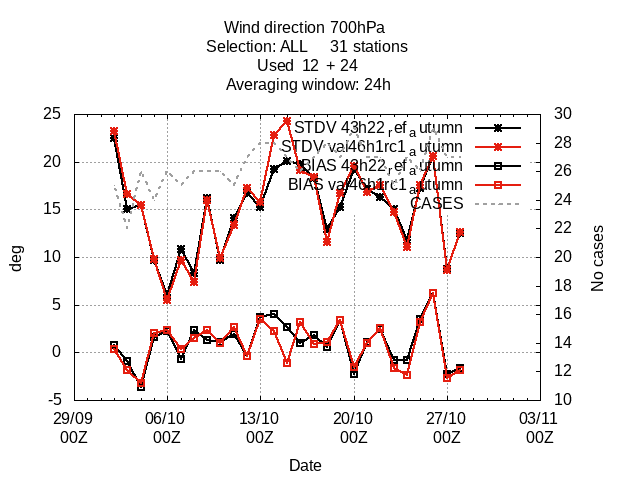 Wind direction 700hPa
Selection: ALL 31 stations
Used 12 + 24
Averaging window: 24h
STDV 43h22_ref_autumn
STDV vai46h1rc1_autumn
BIAS 43h22_ref_autumn
BIAS vai46h1rc1_autumn
CASES
deg
25
20
15
10
5
0
-5
No cases
30
28
26
24
22
20
18
16
14
12
10
29/09 06/10 13/10 20/10 27/10 03/11
00Z 00Z 00Z 00Z 00Z 00Z
Date